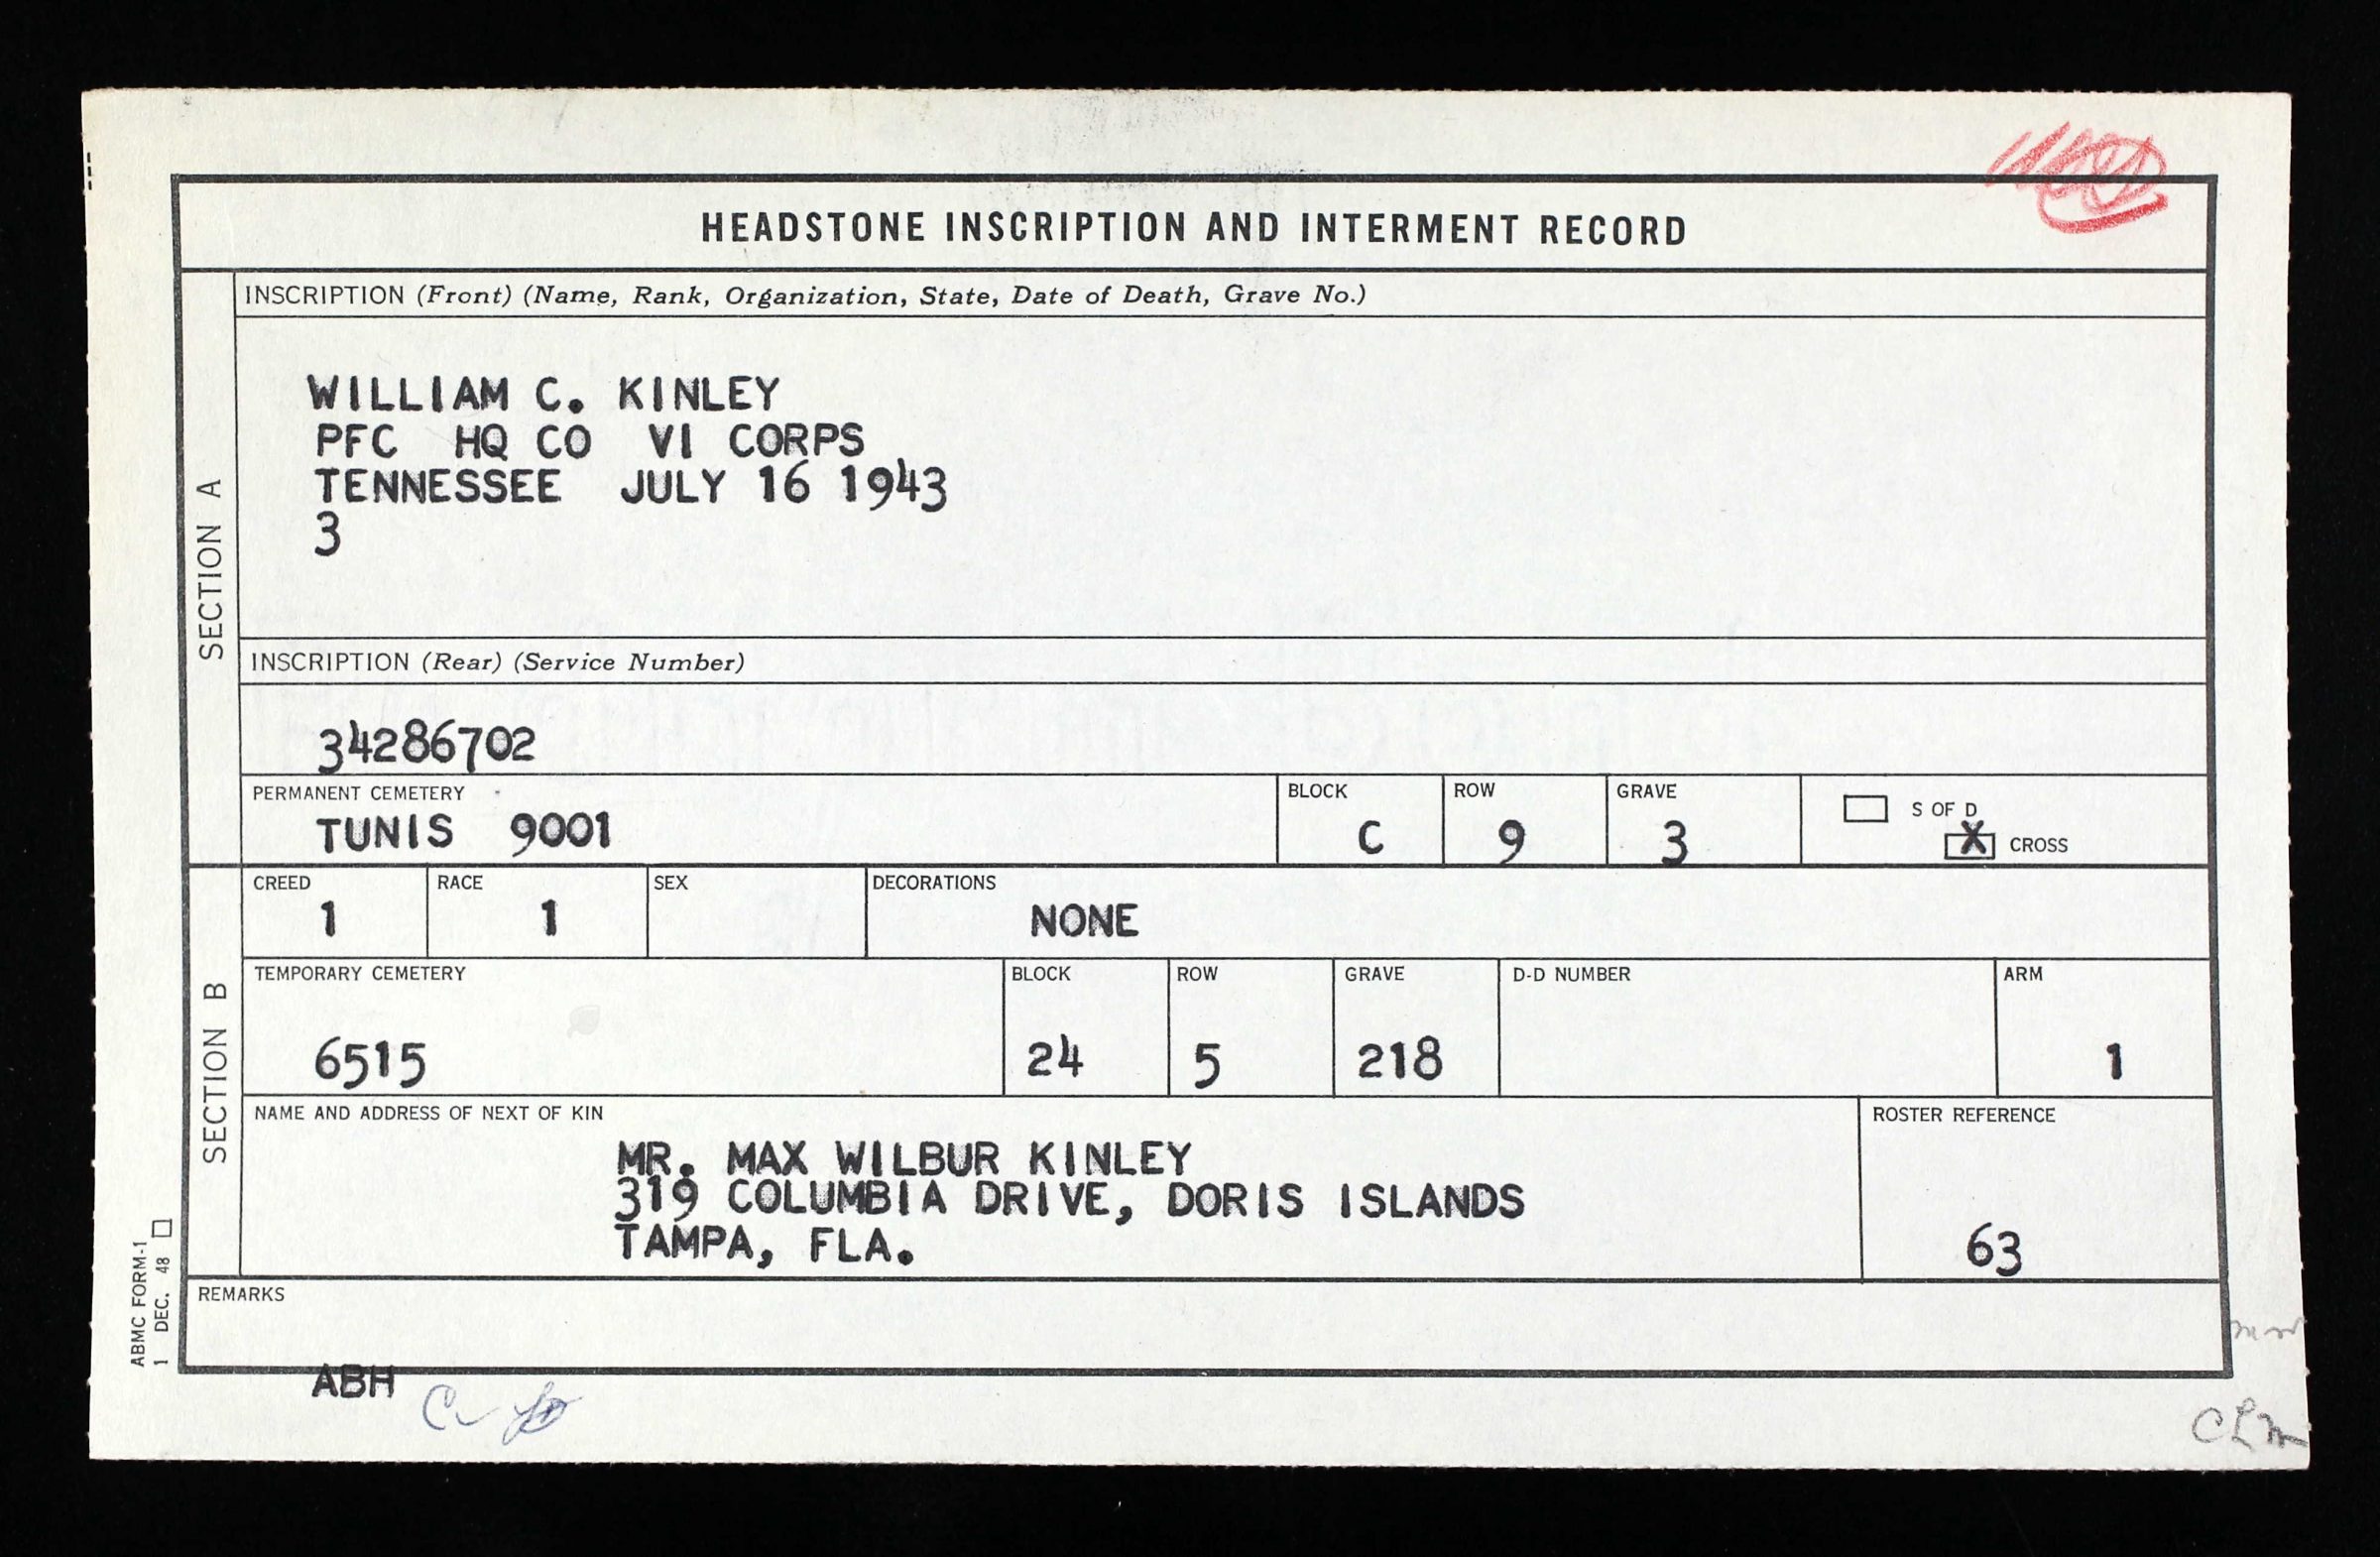 HEADSTONE INSCRIPTION AND INTERMENT RECORD
SECTION A
INSCRIPTION (Front) (Name, Rank, Organization, State, Date of Death, Grave No.)
WILLIAM C. KINLEY
PFC HQ CO VI CORPS
TENNESSEE JULY 16 1943
3
INSCRIPTION (Rear) (Service Number)
34286702
PERMANENT CEMETERY BLOCK ROW GRAVE
TUNIS 9001 C 9 3
S OF D
X CROSS
SECTION B
CREED RACE SEX DECORATIONS
1 1 NONE
TEMPORARY CEMETERY BLOCK ROW GRAVE D-D NUMBER ARM
6515 24 5 218 1
NAME AND ADDRESS OF NEXT OF KIN ROSTER REFERENCE
MR. MAX WILBUR KINLEY
319 COLUMBIA DRIVE, DORIS ISLANDS
TAMPA, FLA.
63
REMARKS
ABMC FORM-1
1 DEC. 48
ABH
CLM